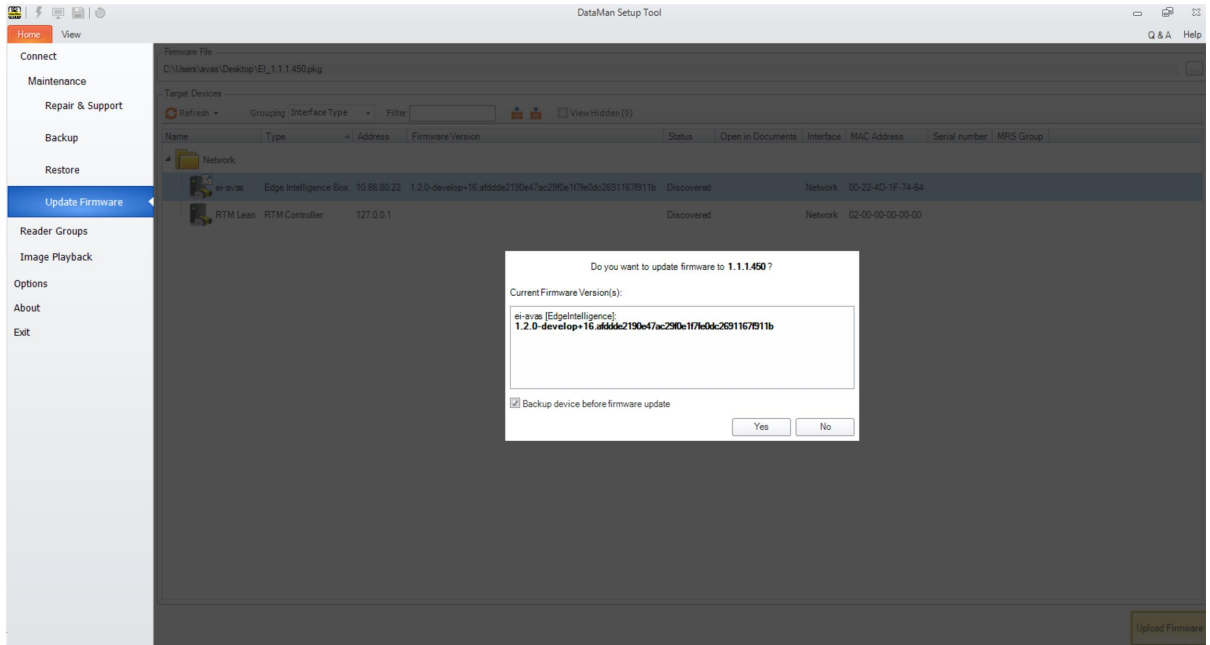 DataMan Setup Tool
Home View Q & A Help
Connect
Maintenance
Repair & Support
Backup
Restore
Update Firmware
Reader Groups
Image Playback
Options
About
Exit
Firmware File
C:\Users\avas\Desktop\EI_1.1.1.450.pkg ...
Target Devices
Refresh Grouping Interface Type Filter View Hidden (0)
Name Type Address Firmware Version Status Open in Documents Interface MAC Address Serial number MRS Group
Network
ei-avas Edge Intelligence Box 10.86.80.22 1.2.0-develop+16.afddde2190e47ac29f0e1f7fe0dc2691167f911b Discovered Network 00-22-4D-1F-74-64
RTM Lean RTM Controller 127.0.0.1 Discovered Network 02-00-00-00-00-00
Do you want to update firmware to 1.1.1.450 ?
Current Firmware Version(s):
ei-avas [EdgeIntelligence]:
1.2.0-develop+16.afddde2190e47ac29f0e1f7fe0dc2691167f911b
Backup device before firmware update
Yes No
Upload Firmware